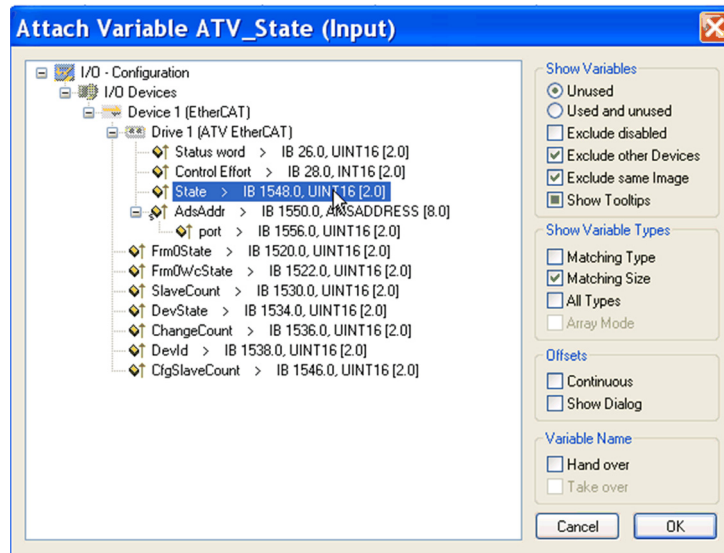 Attach Variable ATV_State (Input)
I/O - Configuration
I/O Devices
Device 1 (EtherCAT)
Drive 1 (ATV EtherCAT)
Status word > IB 26.0, UINT16 [2.0]
Control Effort > IB 28.0, INT16 [2.0]
State > IB 1548.0, UINT16 [2.0]
AdsAddr > IB 1550.0, AMSADDRESS [8.0]
port > IB 1556.0, UINT16 [2.0]
Frm0State > IB 1520.0, UINT16 [2.0]
Frm0WcState > IB 1522.0, UINT16 [2.0]
SlaveCount > IB 1530.0, UINT16 [2.0]
DevState > IB 1534.0, UINT16 [2.0]
ChangeCount > IB 1536.0, UINT16 [2.0]
DevId > IB 1538.0, UINT16 [2.0]
CfgSlaveCount > IB 1546.0, UINT16 [2.0]
Show Variables
Unused
Used and unused
Exclude disabled
Exclude other Devices
Exclude same Image
Show Tooltips
Show Variable Types
Matching Type
Matching Size
All Types
Array Mode
Offsets
Continuous
Show Dialog
Variable Name
Hand over
Take over
Cancel
OK